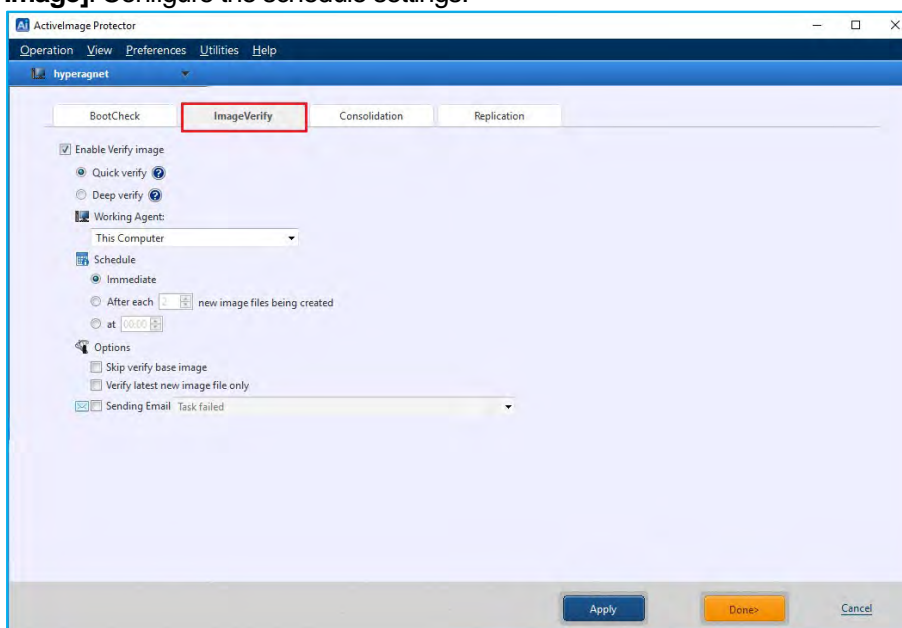 Image]. Configure the schedule settings.
Ai ActiveImage Protector
Operation View Preferences Utilities Help
hyperagnet
BootCheck ImageVerify Consolidation Replication
Enable Verify image
Quick verify ?
Deep verify ?
Working Agent:
This Computer
Schedule
Immediate
After each 2 new image files being created
at 00:00
Options
Skip verify base image
Verify latest new image file only
Sending Email Task failed
Apply Done> Cancel